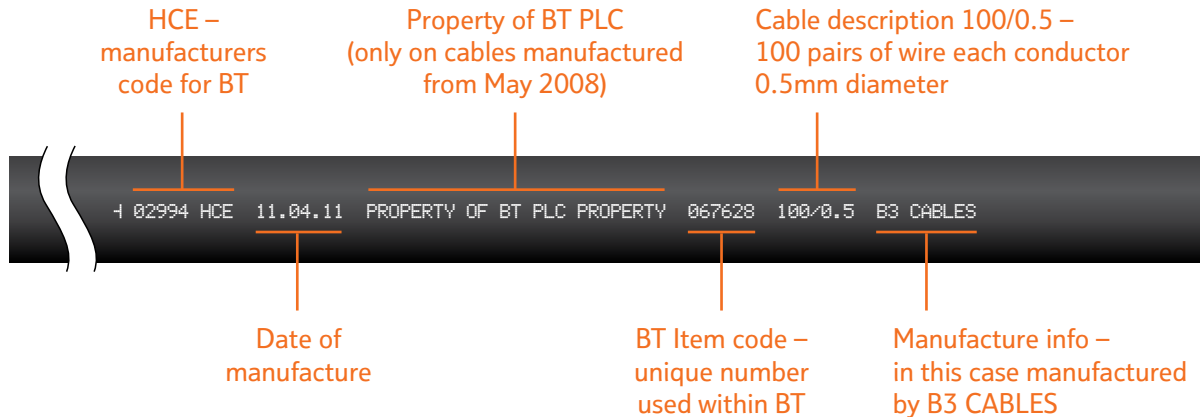 HCE –
manufacturers
code for BT
Property of BT PLC
(only on cables manufactured
from May 2008)
Cable description 100/0.5 –
100 pairs of wire each conductor
0.5mm diameter
02994 HCE 11.04.11 PROPERTY OF BT PLC PROPERTY 067628 100/0.5 B3 CABLES
Date of
manufacture
BT Item code –
unique number
used within BT
Manufacture info –
in this case manufactured
by B3 CABLES